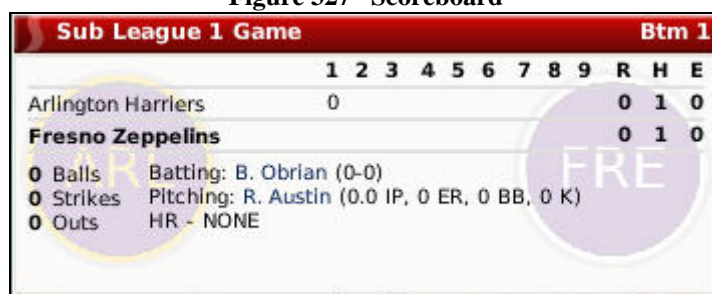 Figure 327 Scoreboard
Sub League 1 Game Btm 1
1 2 3 4 5 6 7 8 9 R H E
Arlington Harriers 0 0 1 0
Fresno Zeppelins 0 1 0
ARL FRE
0 Balls Batting: B. Obrian (0-0)
0 Strikes Pitching: R. Austin (0.0 IP, 0 ER, 0 BB, 0 K)
0 Outs HR - NONE